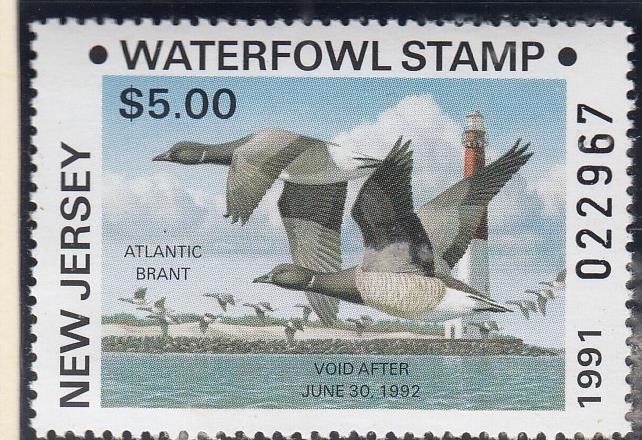 • WATERFOWL STAMP •
$5.00
NEW JERSEY
ATLANTIC
BRANT
VOID AFTER
JUNE 30, 1992
1991 022967